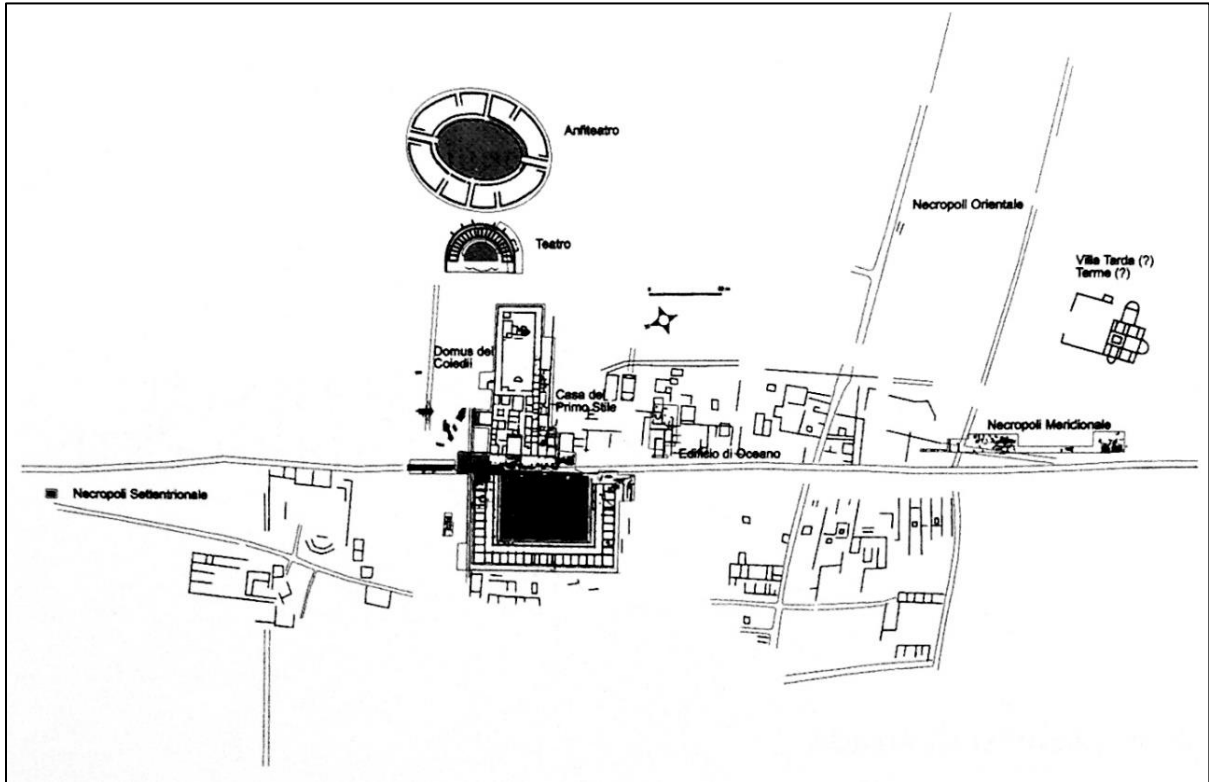 Anfiteatro
Teatro
Necropoli Orientale
Villa Tarda (?)
Terme (?)
Domus dei
Coiedii
Casa del
Primo Stile
Edificio di Oceano
Necropoli Meridionale
Necropoli Settentrionale